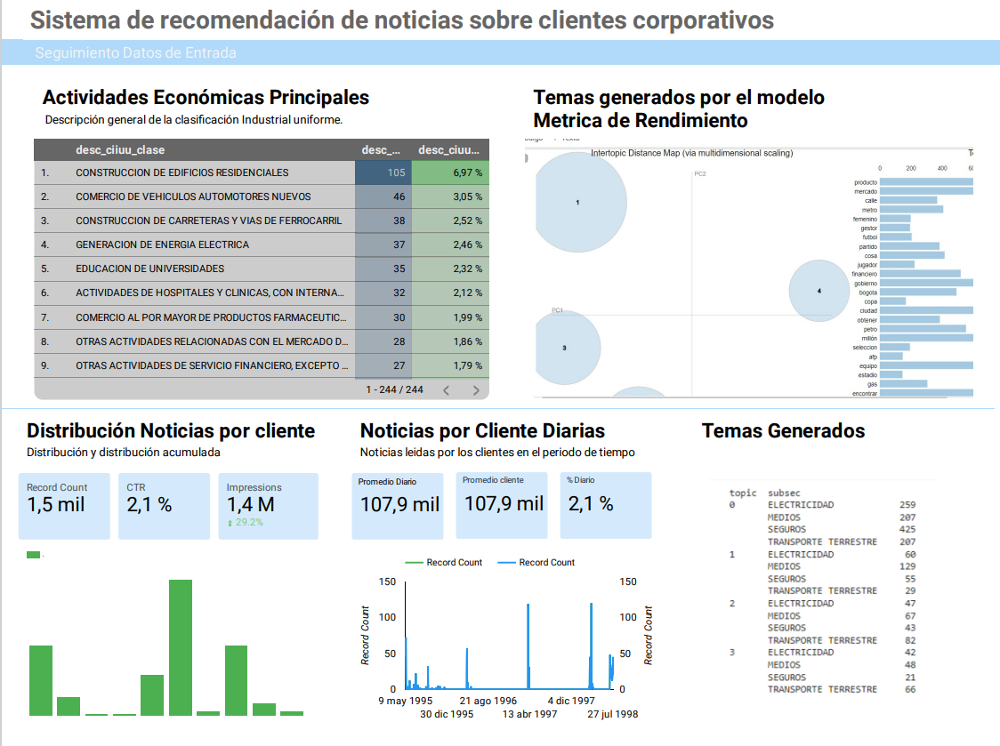 Sistema de recomendación de noticias sobre clientes corporativos
Seguimiento Datos de Entrada
Actividades Económicas Principales
Descripción general de la clasificación Industrial uniforme.
desc_ciiuu_clase desc_... desc_ciuu...
1. CONSTRUCCION DE EDIFICIOS RESIDENCIALES 105 6,97 %
2. COMERCIO DE VEHICULOS AUTOMOTORES NUEVOS 46 3,05 %
3. CONSTRUCCION DE CARRETERAS Y VIAS DE FERROCARRIL 38 2,52 %
4. GENERACION DE ENERGIA ELECTRICA 37 2,46 %
5. EDUCACION DE UNIVERSIDADES 35 2,32 %
6. ACTIVIDADES DE HOSPITALES Y CLINICAS, CON INTERNA... 32 2,12 %
7. COMERCIO AL POR MAYOR DE PRODUCTOS FARMACEUTIC... 30 1,99 %
8. OTRAS ACTIVIDADES RELACIONADAS CON EL MERCADO D... 28 1,86 %
9. OTRAS ACTIVIDADES DE SERVICIO FINANCIERO, EXCEPTO ... 27 1,79 %
1 - 244 / 244
Temas generados por el modelo
Metrica de Rendimiento
Intertopic Distance Map (via multidimensional scaling)
PC2
PC1
1
4
3
0 200 400
producto
mercado
calle
metro
femenino
gestor
futbol
partido
cosa
jugador
financiero
gobierno
bogota
copa
ciudad
obtener
petro
millón
seleccion
afp
equipo
estadio
gas
encontrar
Distribución Noticias por cliente
Distribución y distribución acumulada
Record Count
1,5 mil
CTR
2,1 %
Impressions
1,4 M
29.2%
Noticias por Cliente Diarias
Noticias leidas por los clientes en el periodo de tiempo
Promedio Diario
107,9 mil
Promedio cliente
107,9 mil
% Diario
2,1 %
Record Count Record Count
150 150
100 100
50 50
0 0
Record Count
Record Count
9 may 1995 21 ago 1996 4 dic 1997
30 dic 1995 13 abr 1997 27 jul 1998
Temas Generados
topic subsec
0 ELECTRICIDAD 259
MEDIOS 207
SEGUROS 425
TRANSPORTE TERRESTRE 207
1 ELECTRICIDAD 60
MEDIOS 129
SEGUROS 55
TRANSPORTE TERRESTRE 29
2 ELECTRICIDAD 47
MEDIOS 67
SEGUROS 43
TRANSPORTE TERRESTRE 82
3 ELECTRICIDAD 42
MEDIOS 48
SEGUROS 21
TRANSPORTE TERRESTRE 66